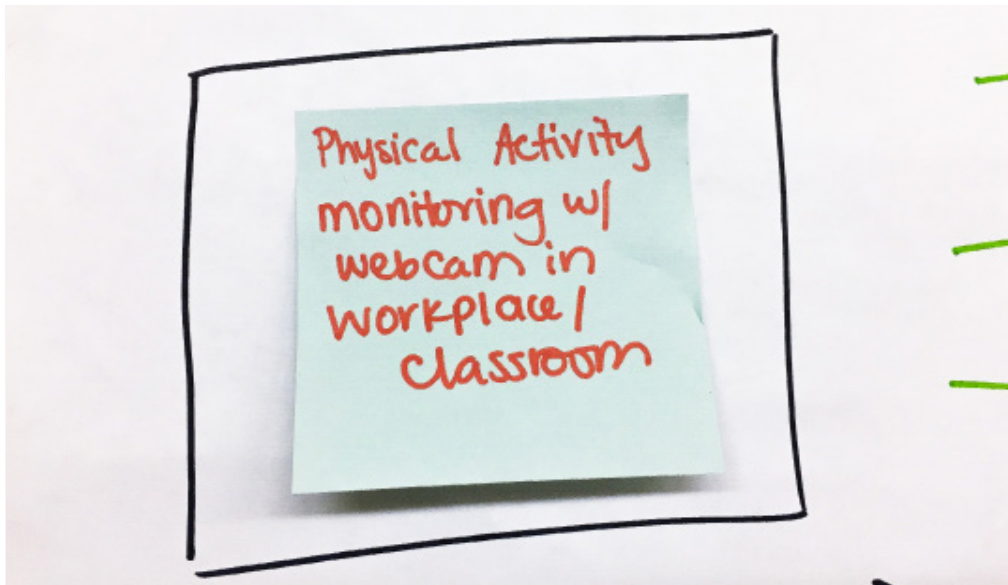 Physical Activity
monitoring w/
webcam in
workplace/
classroom